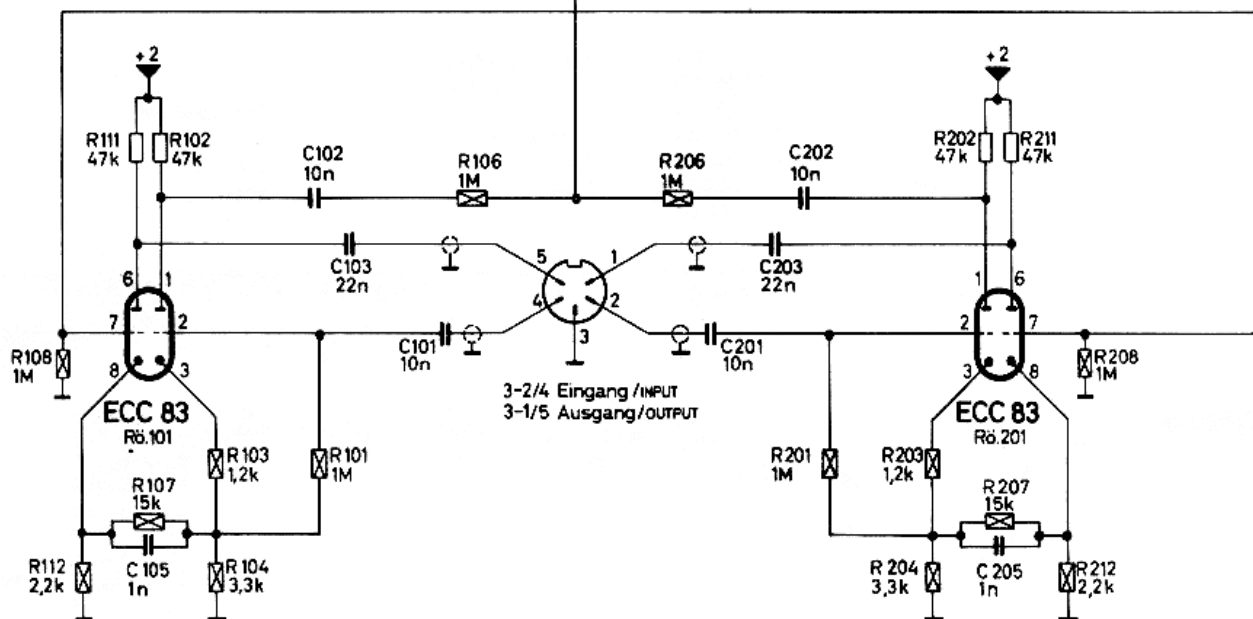 +2
+2
R111
47k
R102
47k
C102
10n
R106
1M
R206
1M
C202
10n
R202
47k
R211
47k
C103
22n
5
1
C203
22n
6
1
4
2
1
6
7
2
3
2
7
R108
1M
C101
10n
C201
10n
R208
1M
8
3
3
8
3-2/4 Eingang/INPUT
3-1/5 Ausgang/OUTPUT
ECC 83
Rö.101
ECC 83
Rö.201
R103
1,2k
R101
1M
R201
1M
R203
1,2k
R107
15k
R207
15k
R112
2,2k
C105
1n
R104
3,3k
R204
3,3k
C205
1n
R212
2,2k